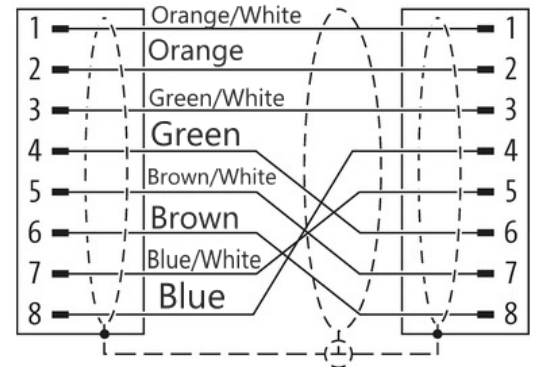 1 Orange/White 1
2 Orange 2
3 Green/White 3
4 Green 4
5 Brown/White 5
6 Brown 6
7 Blue/White 7
8 Blue 8